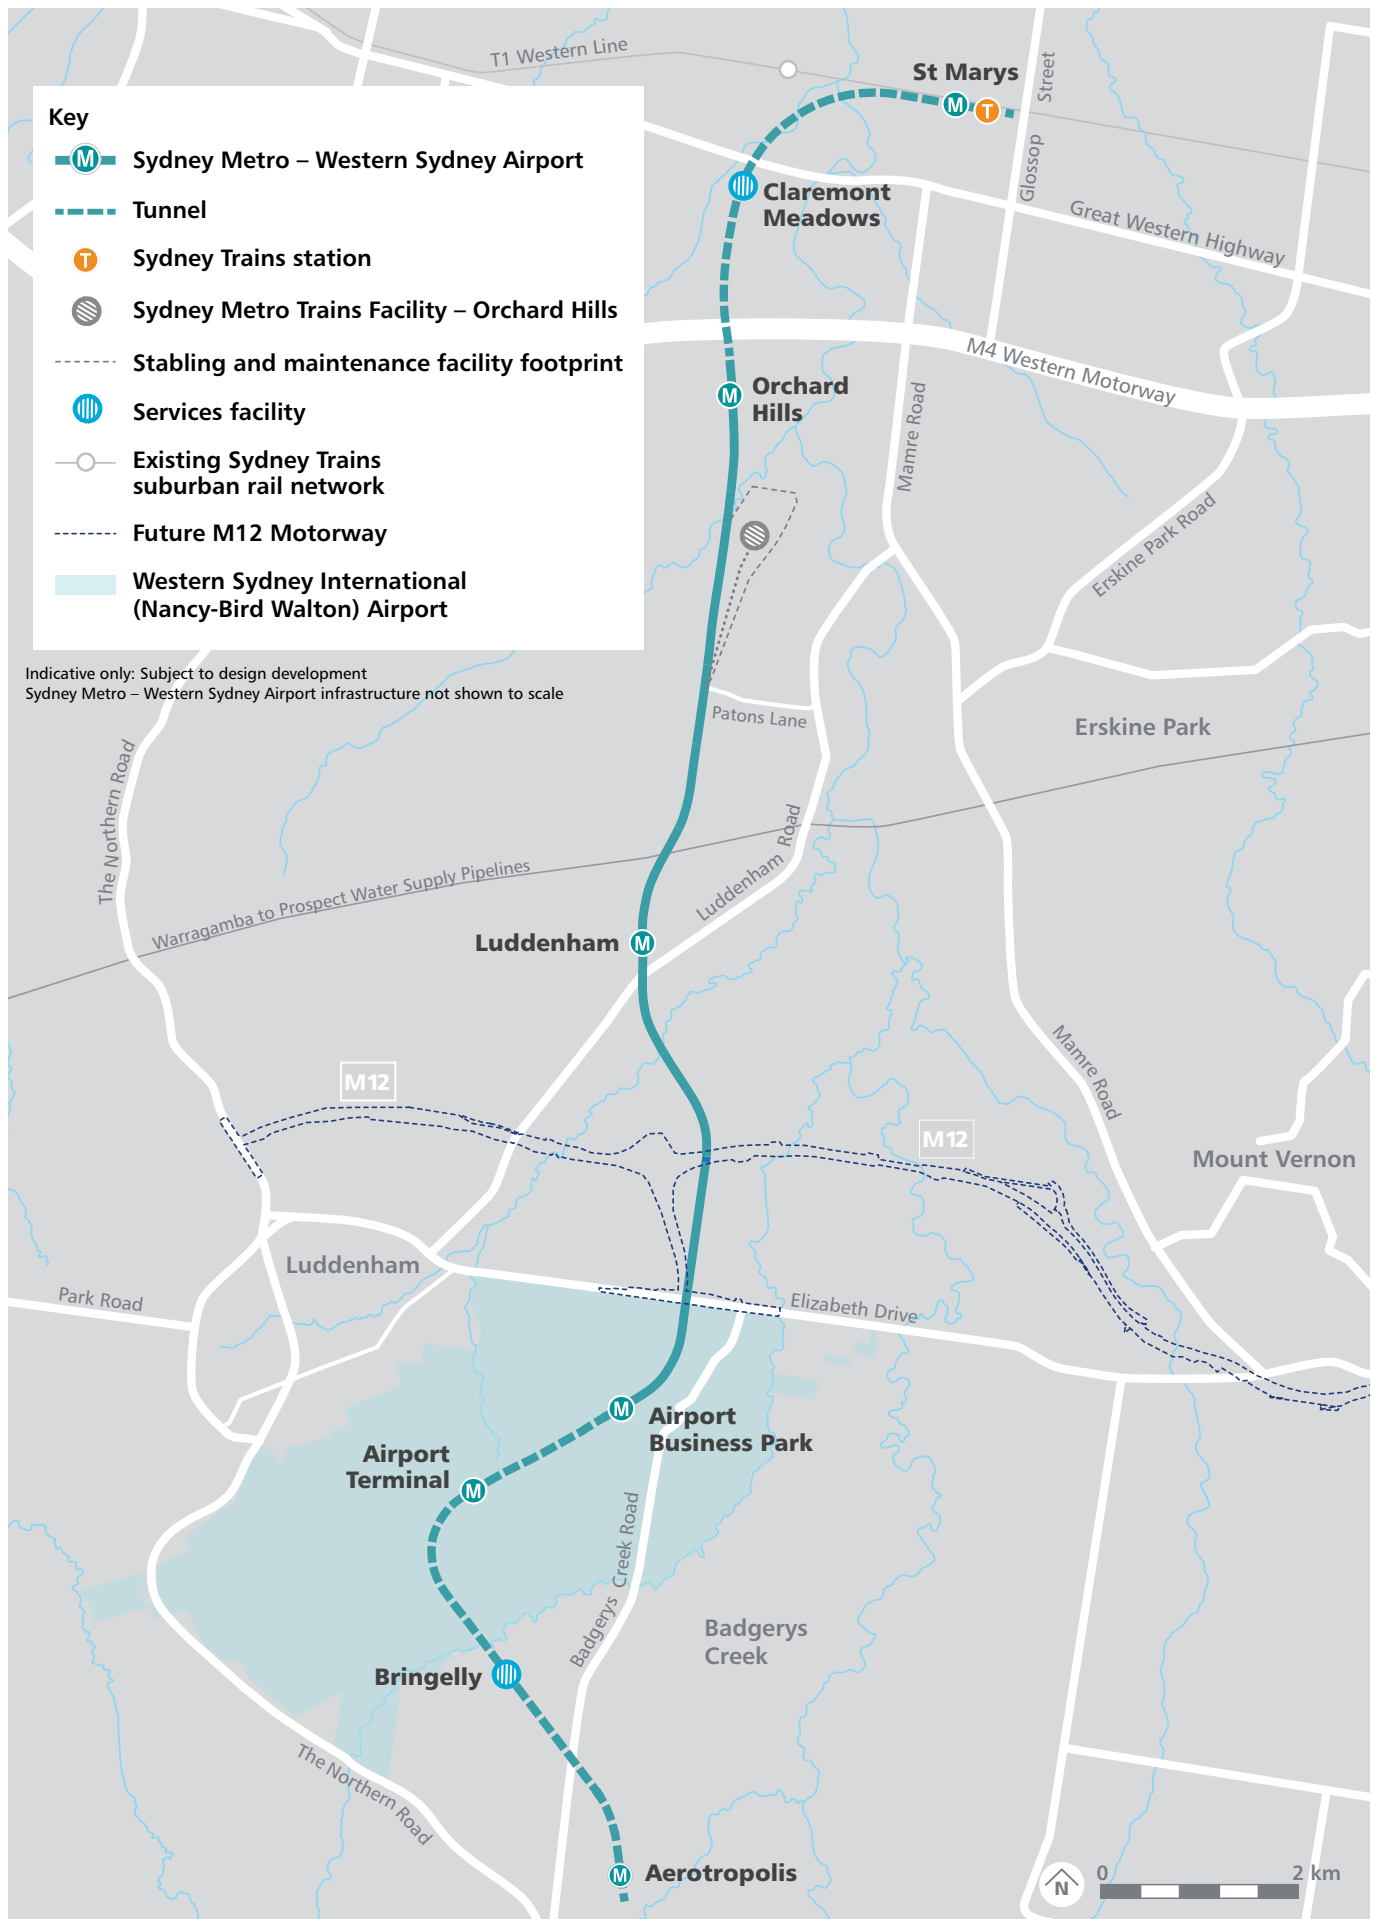 T1 Western Line
St Marys
M
T
Glossop Street
Key
M
Sydney Metro – Western Sydney Airport
Tunnel
T
Sydney Trains station
Sydney Metro Trains Facility – Orchard Hills
Stabling and maintenance facility footprint
Services facility
Existing Sydney Trains
suburban rail network
Future M12 Motorway
Western Sydney International
(Nancy-Bird Walton) Airport
Indicative only: Subject to design development
Sydney Metro – Western Sydney Airport infrastructure not shown to scale
Claremont
Meadows
Great Western Highway
M4 Western Motorway
M
Orchard
Hills
Mamre Road
Erskine Park Road
Patons Lane
Erskine Park
The Northern Road
Luddenham Road
Warragamba to Prospect Water Supply Pipelines
Luddenham
M
Mamre Road
M12
M12
Mount Vernon
Luddenham
Park Road
Elizabeth Drive
M
Airport
Business Park
Airport
Terminal
M
Badgerys Creek Road
Badgerys
Creek
Bringelly
The Northern Road
M
Aerotropolis
N
0
2 km